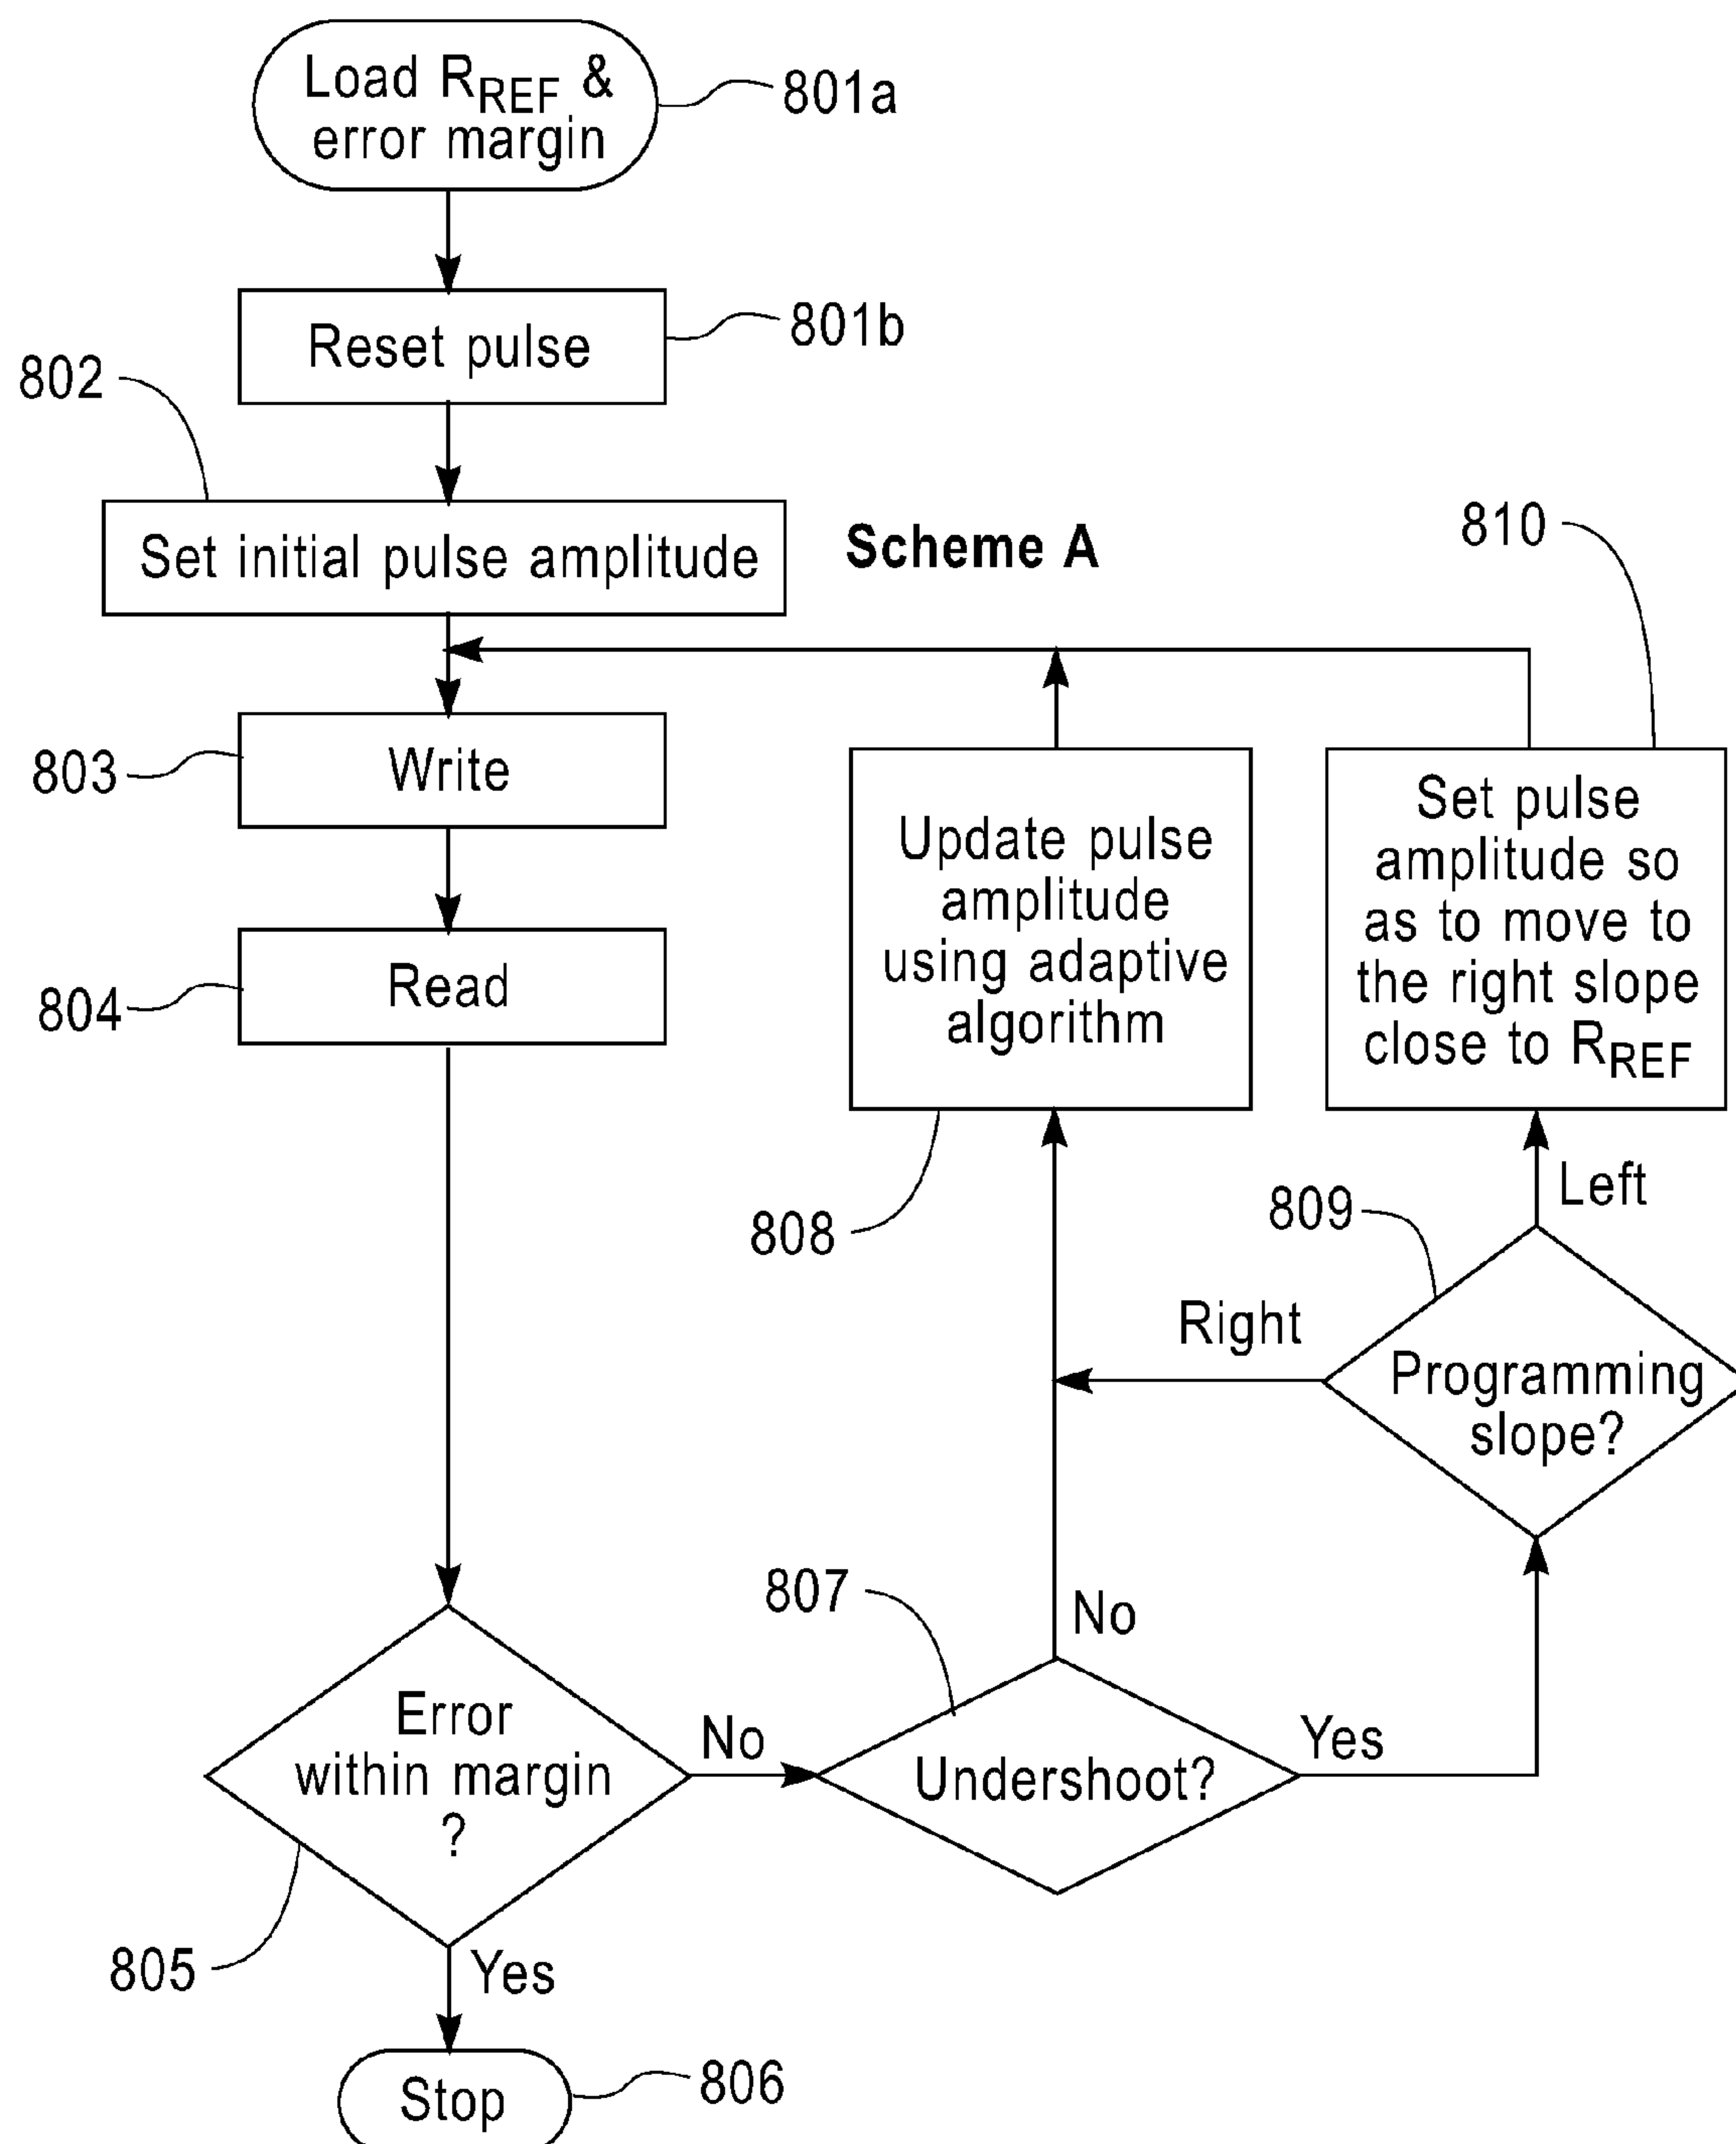 Load RREF &
error margin
801a
Reset pulse
801b
802
Set initial pulse amplitude
Scheme A
810
803
Write
804
Read
Update pulse
amplitude
using adaptive
algorithm
808
Set pulse
amplitude so
as to move to
the right slope
close to RREF
Left
809
Right
Programming
slope?
807
No
Error
within margin
?
No
Undershoot?
Yes
805
Yes
Stop
806